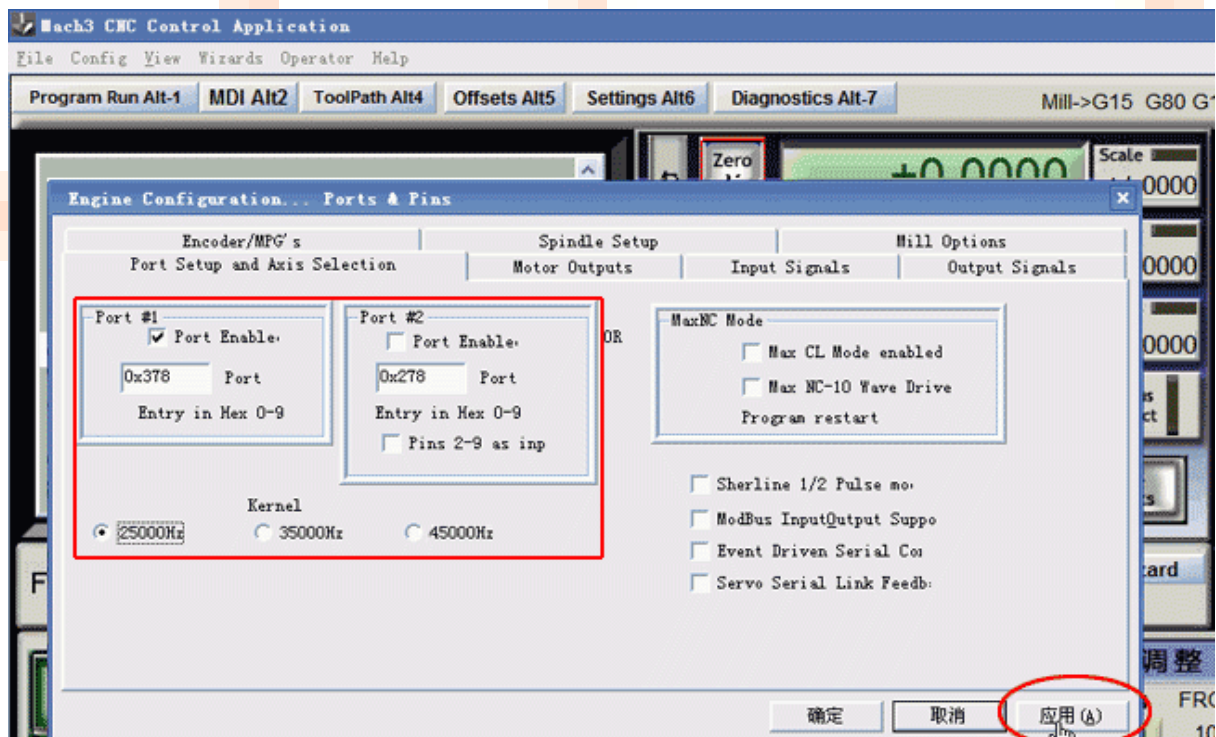 Mach3 CNC Control Application
File Config View Wizards Operator Help
Program Run Alt-1 MDI Alt2 ToolPath Alt4 Offsets Alt5 Settings Alt6 Diagnostics Alt-7 Mill->G15 G80
Zero
+0.0000
Scale
0000
Engine Configuration... Ports & Pins
Encoder/MPG's Spindle Setup Mill Options
Port Setup and Axis Selection Motor Outputs Input Signals Output Signals
0000
Port #1 Port #2 MaxNC Mode
Port Enable Port Enable OR
Max CL Mode enabled
0000
0x378 Port 0x278 Port
Max NC-10 Wave Drive
Entry in Hex 0-9 Entry in Hex 0-9
Program restart
Pins 2-9 as inp
Sherline 1/2 Pulse mo
Kernel
25000Hz 35000Hz 45000Hz
ModBus InputOutput Suppo
Event Driven Serial Co
Servo Serial Link Feedb
F
调整
确定 取消 应用(A)
FRO
10